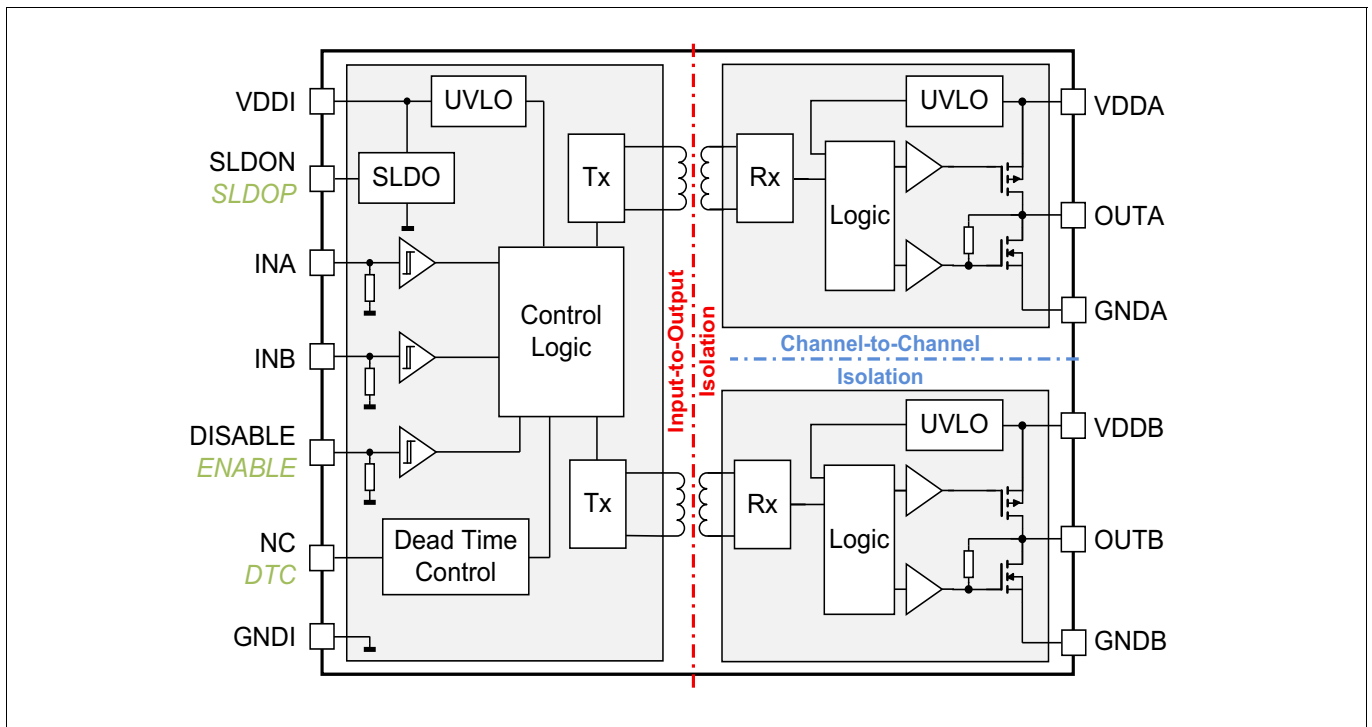 VDDI
SLDON
SLDOP
INA
INB
DISABLE
ENABLE
NC
DTC
GNDI
UVLO
SLDO
Control
Logic
Dead Time
Control
Tx
Tx
Input-to-Output
Isolation
Rx
Logic
UVLO
VDDA
OUTA
GNDA
Channel-to-Channel
Isolation
Rx
Logic
UVLO
VDDB
OUTB
GNDB